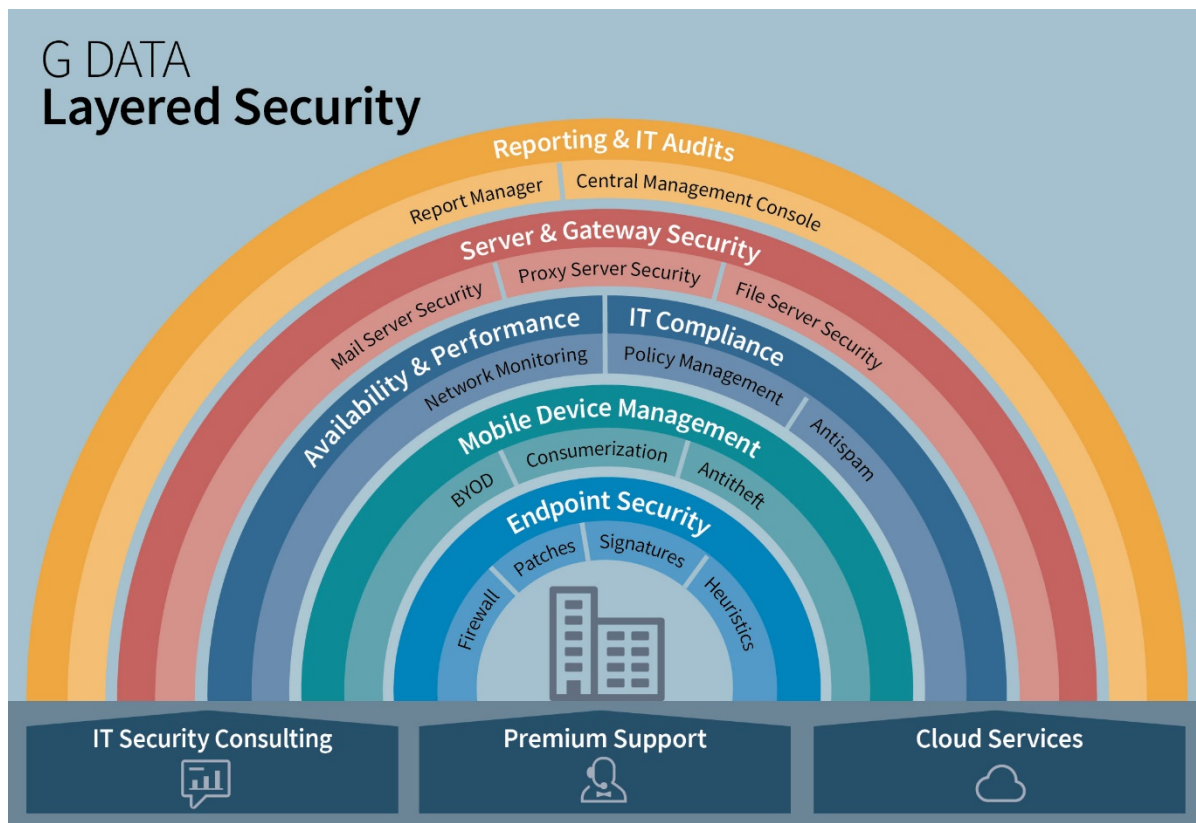 G DATA
Layered Security
Reporting & IT Audits
Report Manager
Central Management Console
Server & Gateway Security
Mail Server Security
Proxy Server Security
File Server Security
Availability & Performance
IT Compliance
Network Monitoring
Policy Management
Antispam
Mobile Device Management
BYOD
Consumerization
Antitheft
Endpoint Security
Firewall
Patches
Signatures
Heuristics
IT Security Consulting
Premium Support
Cloud Services